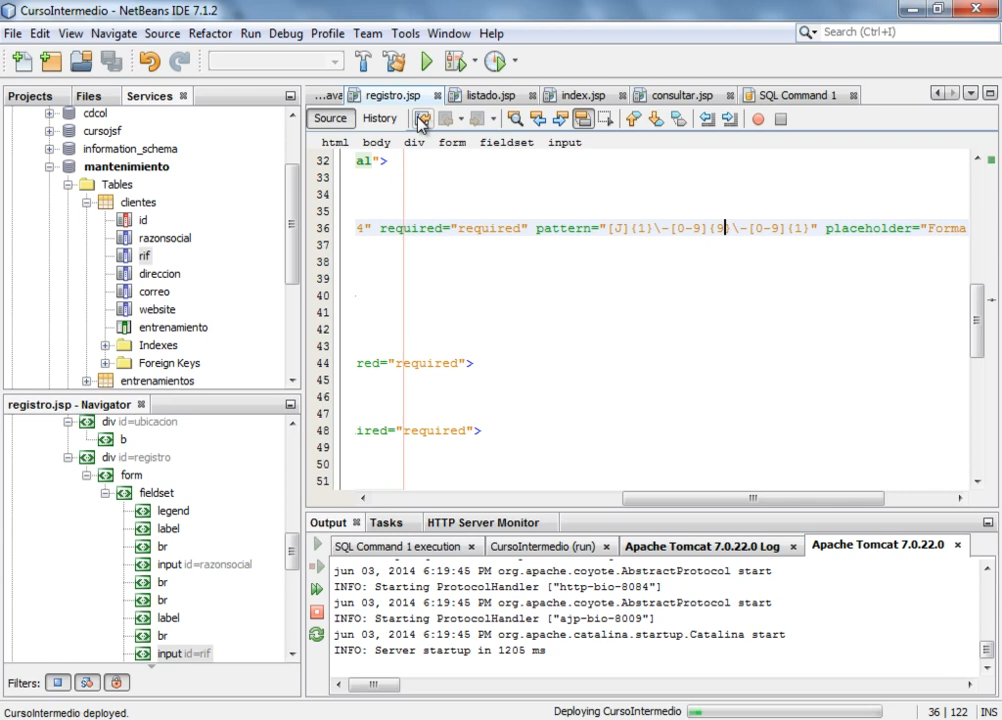 CursoIntermedio - NetBeans IDE 7.1.2
File Edit View Navigate Source Refactor Run Debug Profile Team Tools Window Help
Search (Ctrl+I)
Projects Files Services
...ava registro.jsp listado.jsp index.jsp consultar.jsp SQL Command 1
Source History
html body div form fieldset input
cdcol
cursojsf
information_schema
mantenimiento
Tables
clientes
id
razonsocial
rif
direccion
correo
website
entrenamiento
Indexes
Foreign Keys
entrenamientos
32 al">
33
34
35
36 4" required="required" pattern="[J]{1}\-[0-9]{9}\-[0-9]{1}" placeholder="Forma
37
38
39
40
41
42
43
44 red="required">
45
46
47
48 ired="required">
49
50
51
registro.jsp - Navigator
div id=ubicacion
b
div id=registro
form
fieldset
legend
label
br
input id=razonsocial
br
br
label
br
input id=rif
Filters:
Output Tasks HTTP Server Monitor
SQL Command 1 execution CursoIntermedio (run) Apache Tomcat 7.0.22.0 Log Apache Tomcat 7.0.22.0
jun 03, 2014 6:19:45 PM org.apache.coyote.AbstractProtocol start
INFO: Starting ProtocolHandler ["http-bio-8084"]
jun 03, 2014 6:19:45 PM org.apache.coyote.AbstractProtocol start
INFO: Starting ProtocolHandler ["ajp-bio-8009"]
jun 03, 2014 6:19:45 PM org.apache.catalina.startup.Catalina start
INFO: Server startup in 1205 ms
CursoIntermedio deployed.
Deploying CursoIntermedio
36 | 122 INS